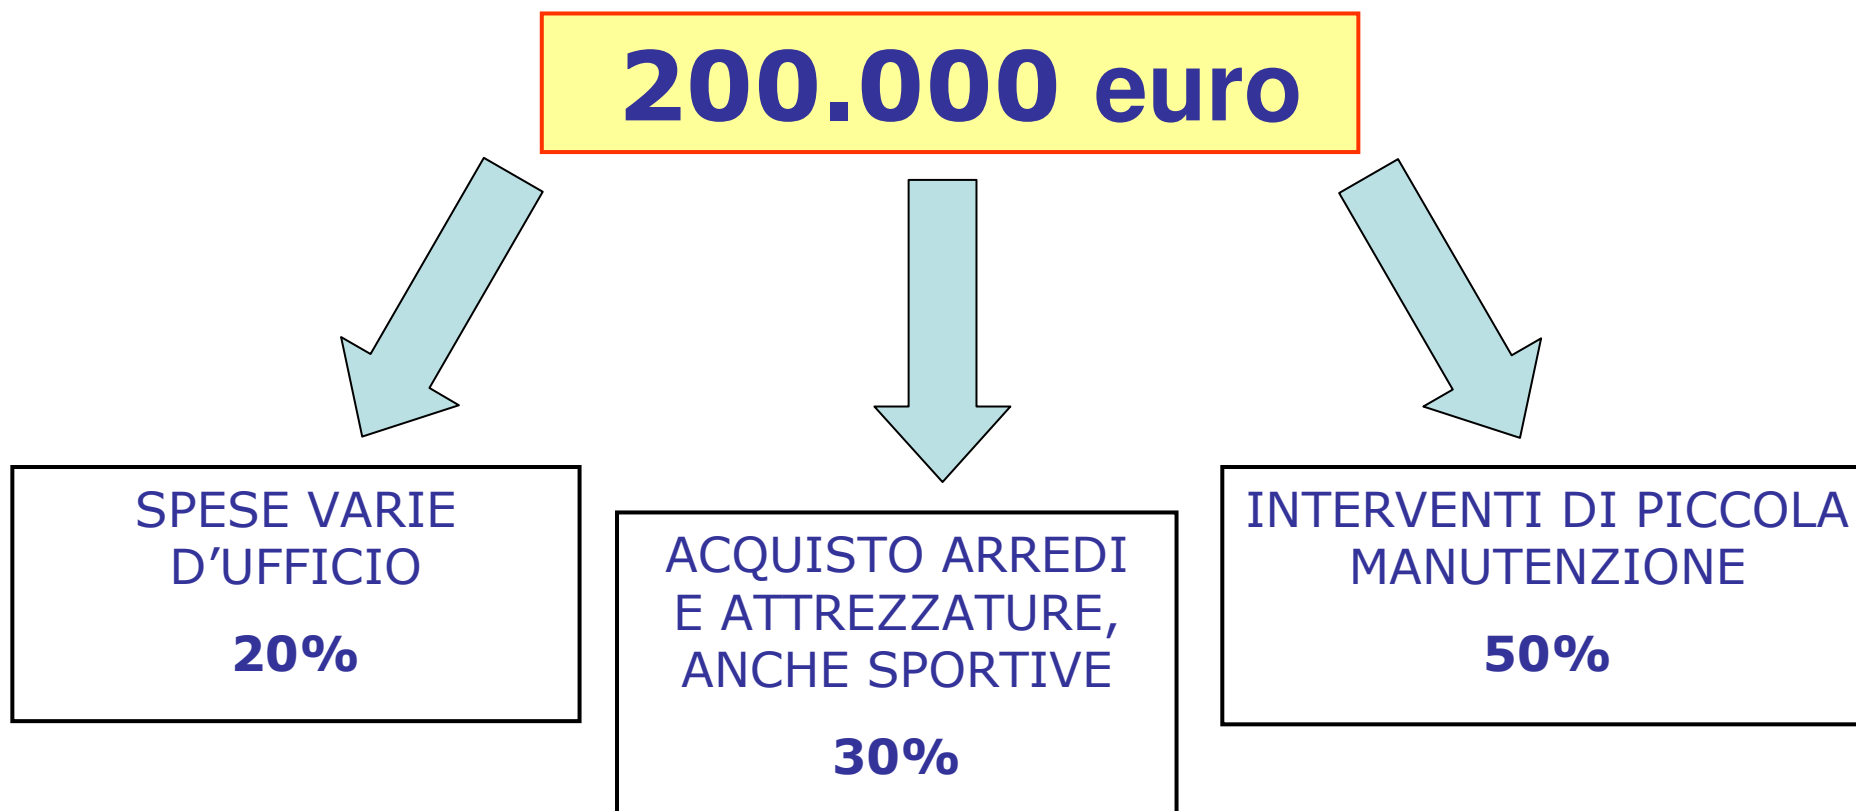 200.000 euro
SPESE VARIE
D’UFFICIO
20%
ACQUISTO ARREDI
E ATTREZZATURE,
ANCHE SPORTIVE
30%
INTERVENTI DI PICCOLA
MANUTENZIONE
50%